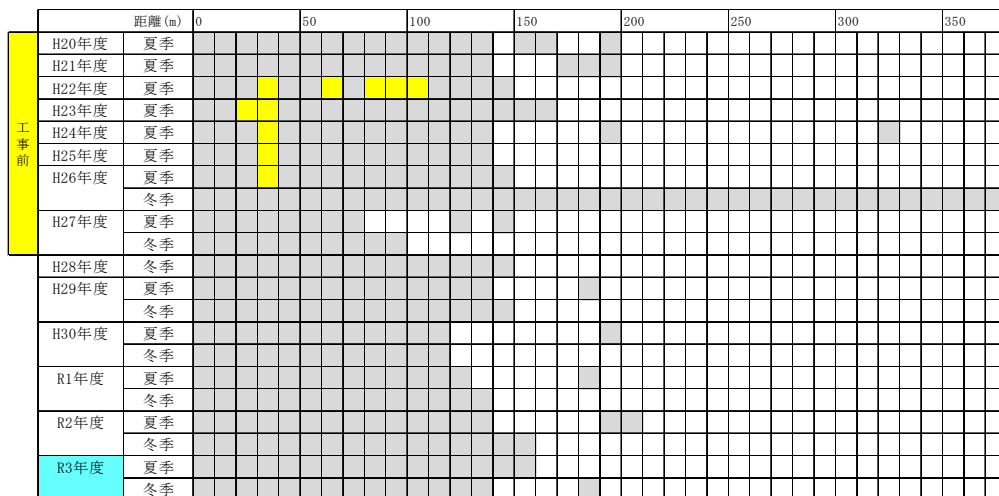 距離(m) 0 50 100 150 200 250 300 350
工事前
H20年度 夏季
H21年度 夏季
H22年度 夏季
H23年度 夏季
H24年度 夏季
H25年度 夏季
H26年度 夏季
冬季
H27年度 夏季
冬季
H28年度 冬季
H29年度 夏季
冬季
H30年度 夏季
冬季
R1年度 夏季
冬季
R2年度 夏季
冬季
R3年度 夏季
冬季